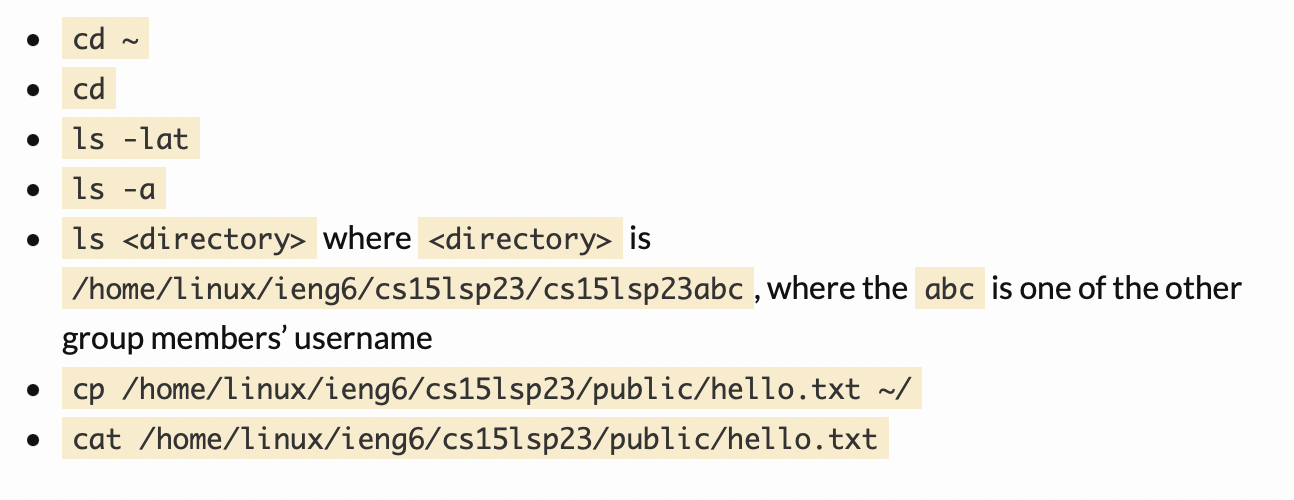 • cd ~
• cd
• ls -lat
• ls -a
• ls <directory> where <directory> is
/home/linux/ieng6/cs15lsp23/cs15lsp23abc, where the abc is one of the other
group members’ username
• cp /home/linux/ieng6/cs15lsp23/public/hello.txt ~/
• cat /home/linux/ieng6/cs15lsp23/public/hello.txt